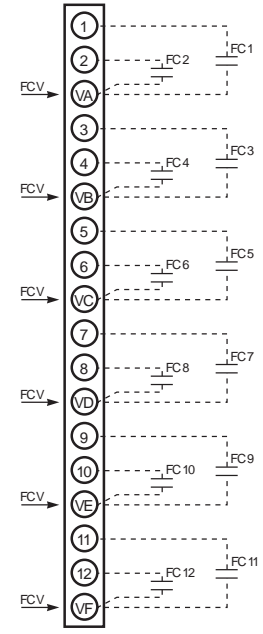 1
FC1
2
FC2
FCV VA
3
FC3
4
FC4
FCV VB
5
FC5
6
FC6
FCV VC
7
FC7
8
FC8
FCV VD
9
FC9
10
FC10
FCV VE
11
FC11
12
FC12
FCV VF